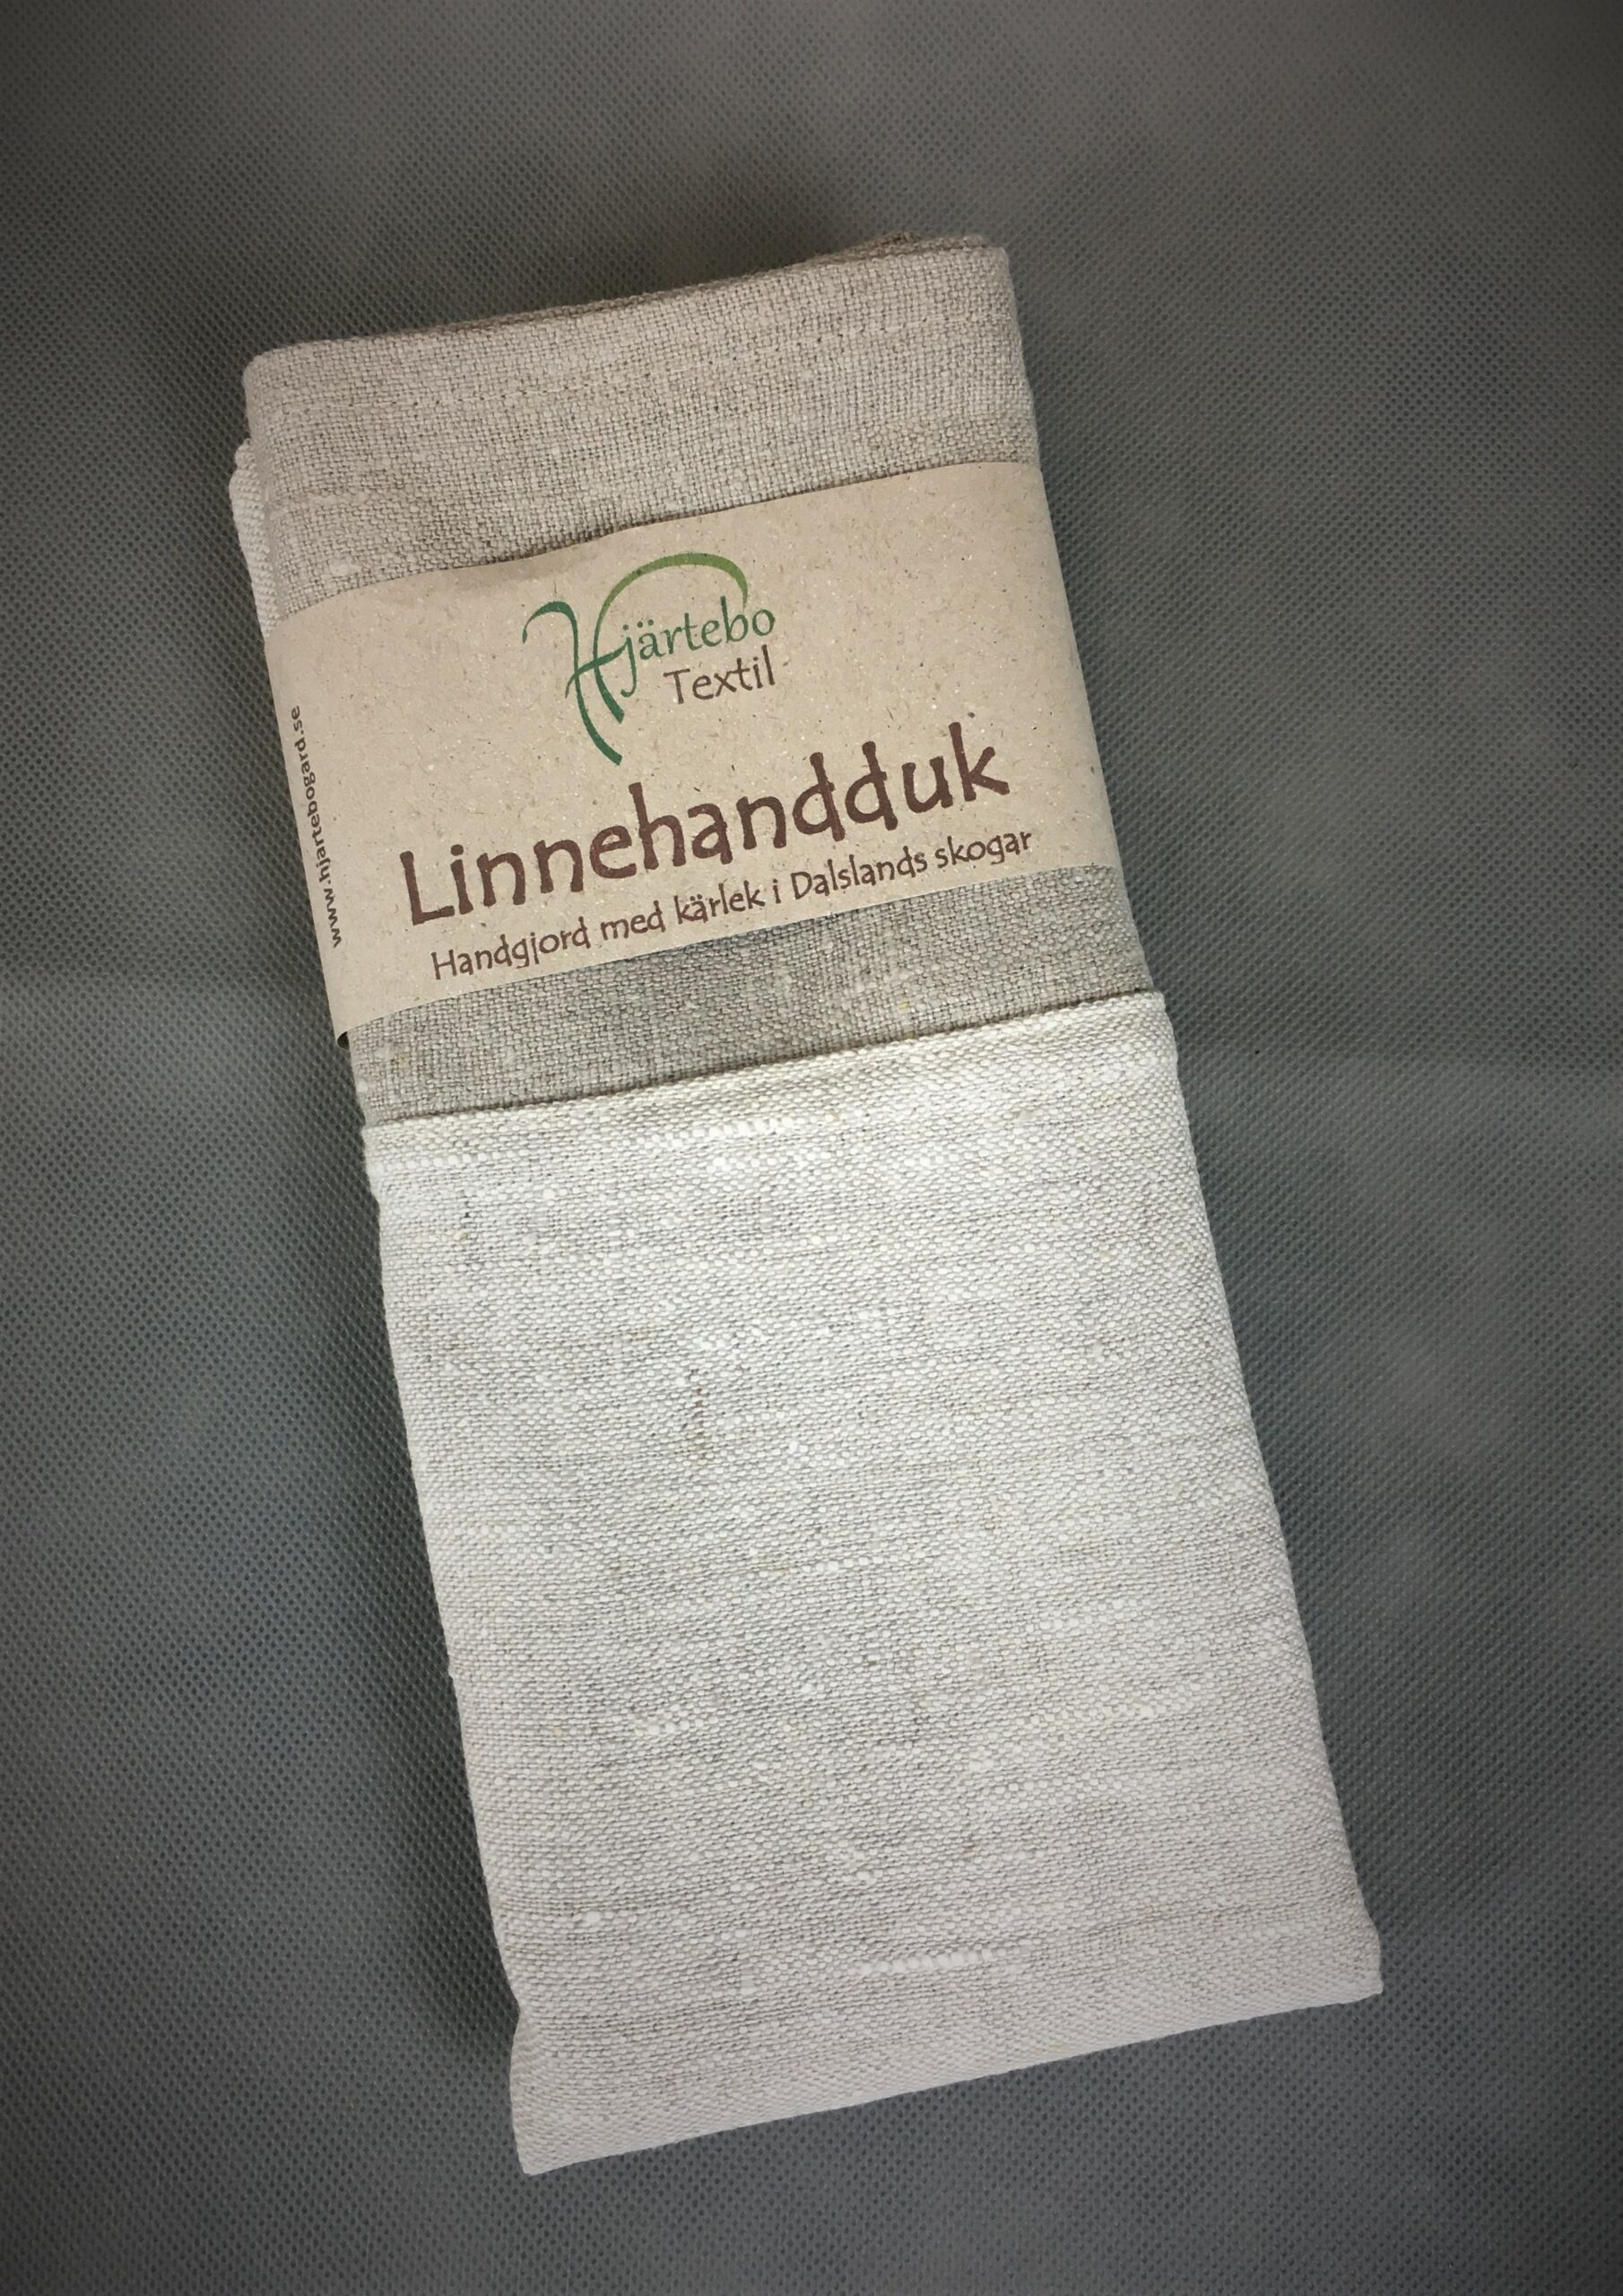 Hjärtebo
Textil
Linnehandduk
Handgjord med kärlek i Dalslands skogar
www.hjartebogard.se